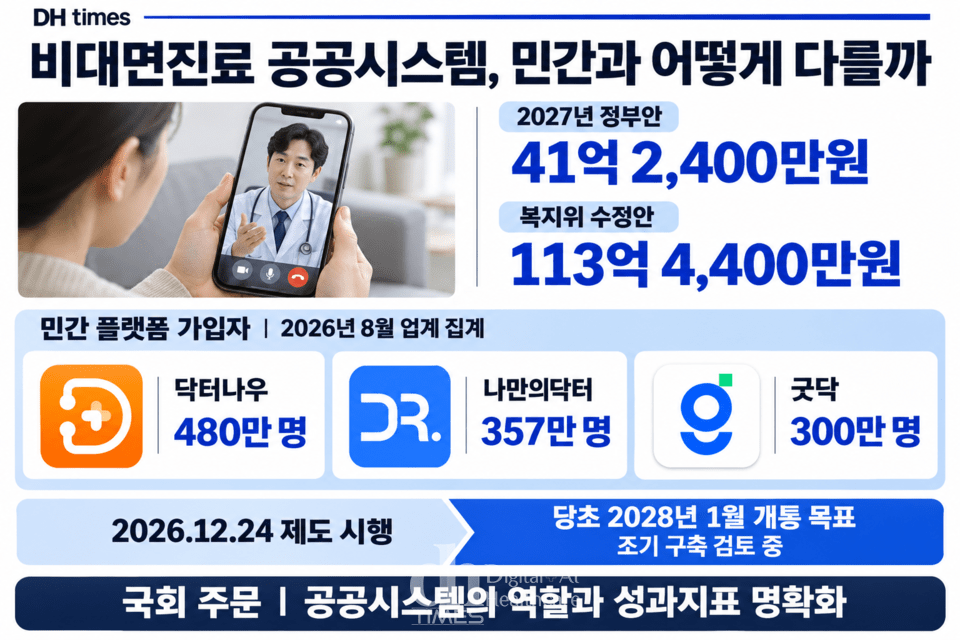 DH times
비대면진료 공공시스템, 민간과 어떻게 다를까
2027년 정부안
41억 2,400만원
복지위 수정안
113억 4,400만원
민간 플랫폼 가입자 | 2026년 8월 업계 집계
닥터나우
480만 명
DR.
나만의닥터
357만 명
굿닥
300만 명
2026.12.24 제도 시행
당초 2028년 1월 개통 목표
조기 구축 검토 중
국회 주문 | 공공시스템의 역할과 성과지표 명확화
Digital
TIMES